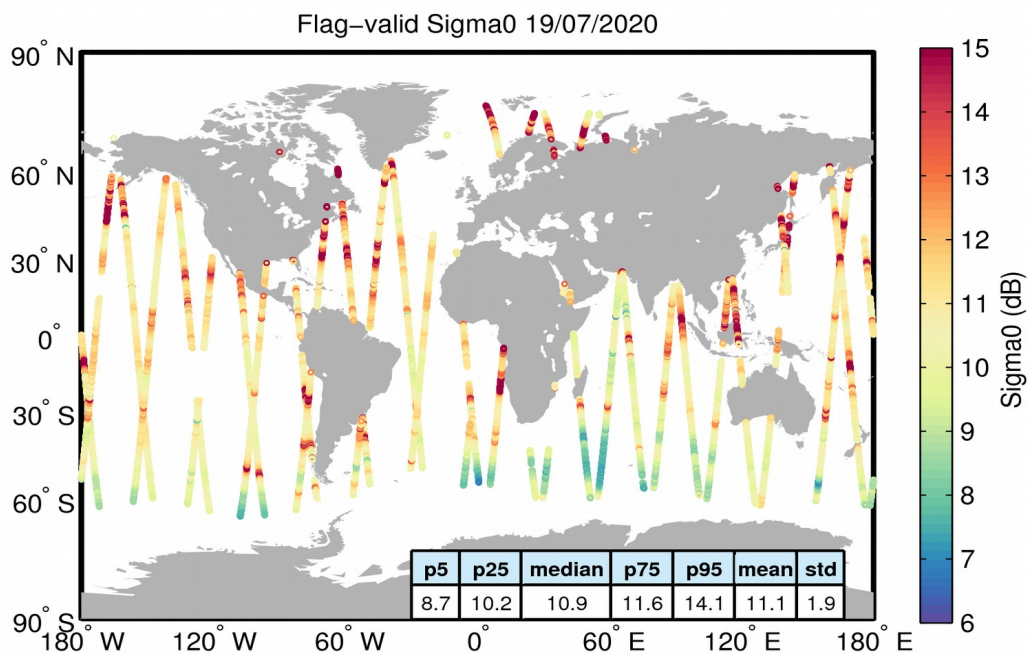 Flag-valid Sigma0 19/07/2020
90° N
60° N
30° N
0°
30° S
60° S
90° S
180° W
120° W
60° W
0°
60° E
120° E
180° E
15
14
13
12
11
10
9
8
7
6
Sigma0 (dB)
p5 p25 median p75 p95 mean std
8.7 10.2 10.9 11.6 14.1 11.1 1.9